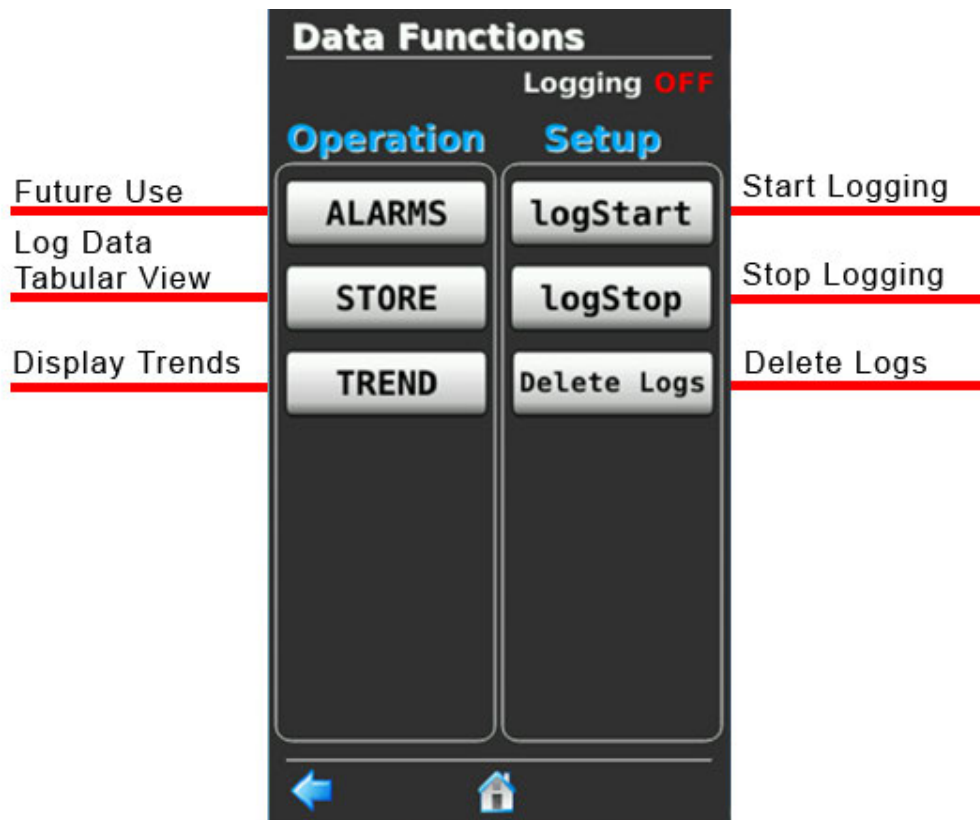 Data Functions
Logging OFF
Operation Setup
Future Use
ALARMS
logStart
Start Logging
Log Data
Tabular View
STORE
logStop
Stop Logging
Display Trends
TREND
Delete Logs
Delete Logs